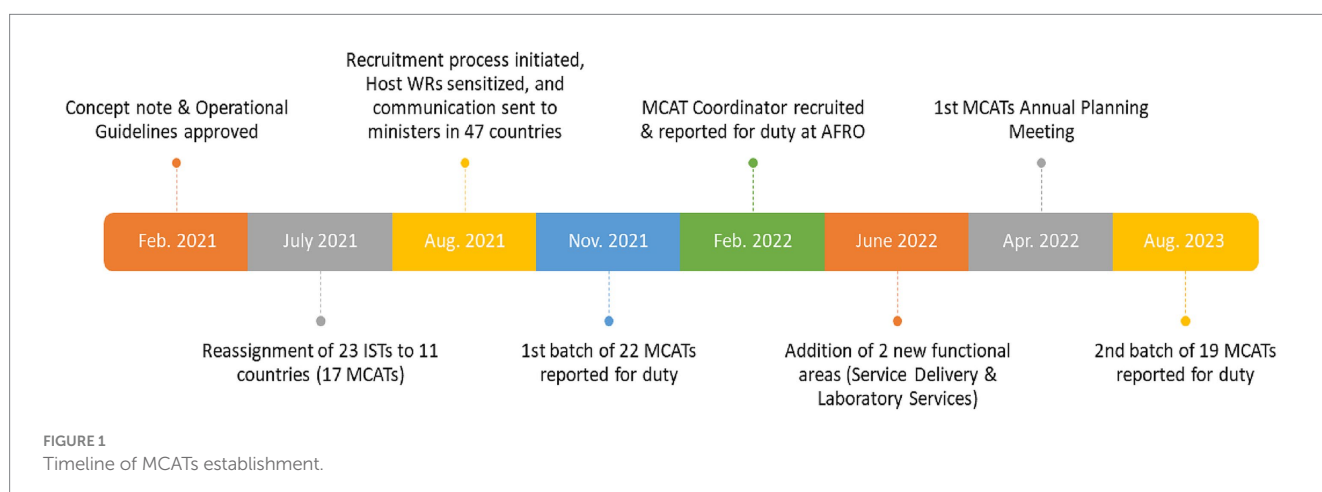 Recruitment process initiated,
Host WRs sensitized, and
communication sent to
ministers in 47 countries
Concept note & Operational
Guidelines approved
MCAT Coordinator recruited
& reported for duty at AFRO
1st MCATs Annual Planning
Meeting
Feb. 2021
July 2021
Aug. 2021
Nov. 2021
Feb. 2022
June 2022
Apr. 2022
Aug. 2023
Reassignment of 23 ISTs to 11
countries (17 MCATs)
1st batch of 22 MCATs
reported for duty
Addition of 2 new functional
areas (Service Delivery &
Laboratory Services)
2nd batch of 19 MCATs
reported for duty
FIGURE 1
Timeline of MCATs establishment.